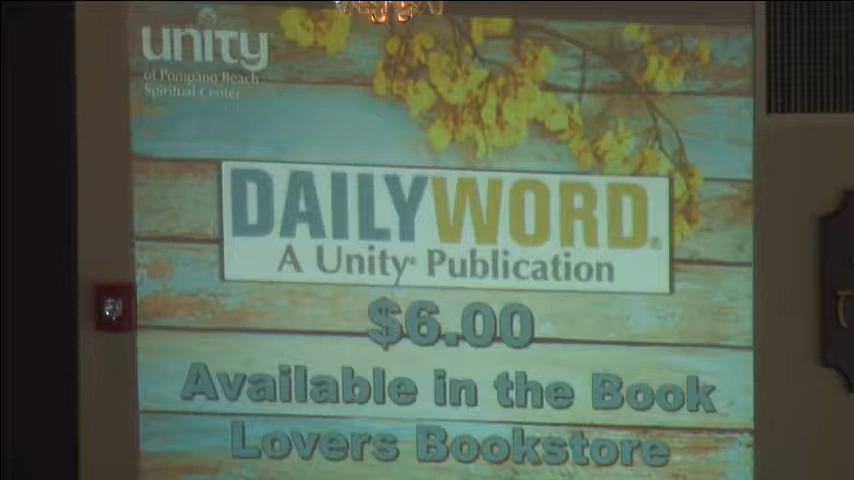 unity
of Pompano Beach
Spiritual Center
DAILYWORD®
A Unity® Publication
$6.00
Available in the Book
Lovers Bookstore